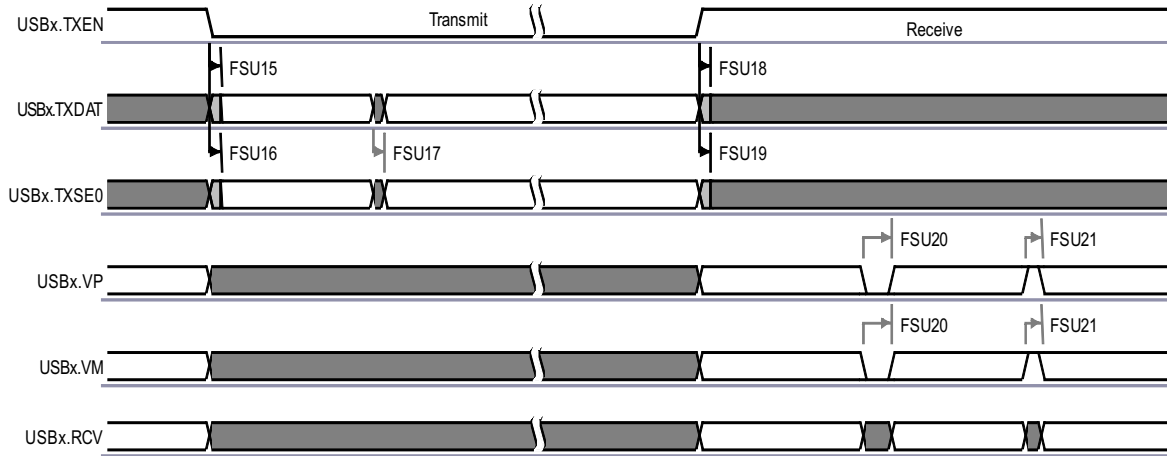 Transmit
USBx.TXEN
Receive
FSU15
FSU18
USBx.TXDAT
FSU16
FSU17
FSU19
USBx.TXSE0
FSU20
FSU21
USBx.VP
FSU20
FSU21
USBx.VM
USBx.RCV